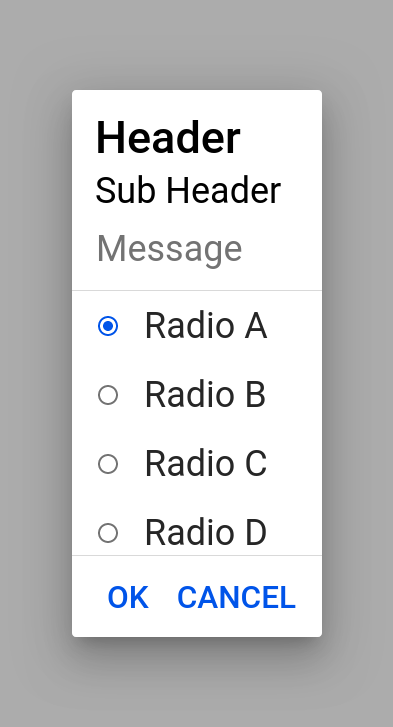 Header
Sub Header
Message
Radio A
Radio B
Radio C
Radio D
OK CANCEL